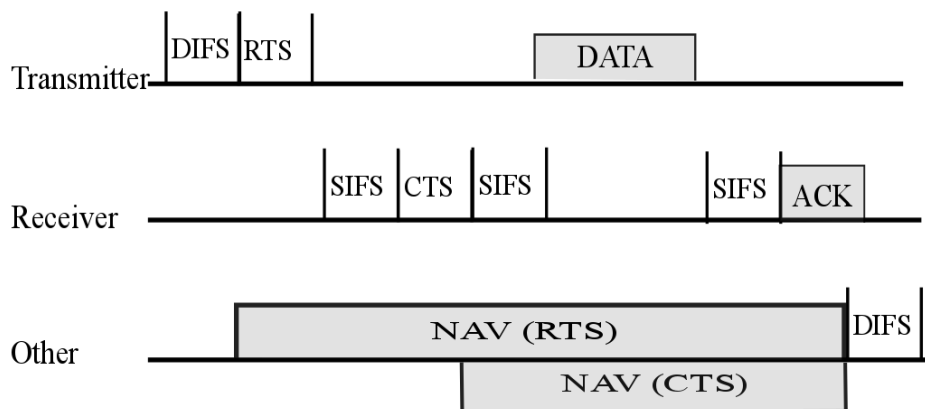 DIFS RTS DATA
Transmitter
SIFS CTS SIFS SIFS ACK
Receiver
NAV (RTS) DIFS
Other
NAV (CTS)